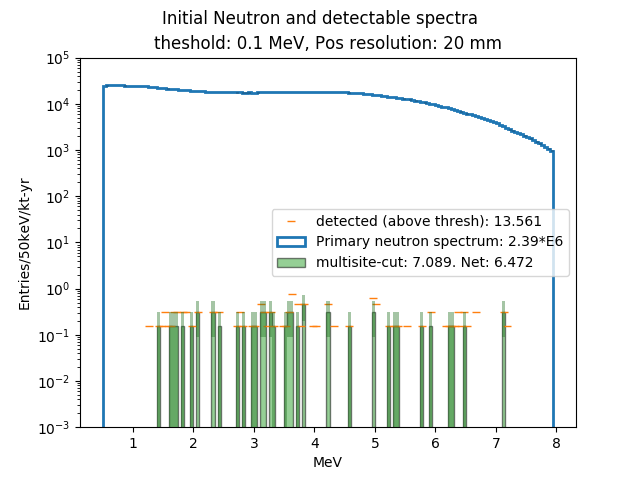 Initial Neutron and detectable spectra
theshold: 0.1 MeV, Pos resolution: 20 mm
Entries/50keV/kt-yr
10^5
10^4
10^3
10^2
10^1
10^0
10^−1
10^−2
10^−3
detected (above thresh): 13.561
Primary neutron spectrum: 2.39*E6
multisite-cut: 7.089. Net: 6.472
1 2 3 4 5 6 7 8
MeV